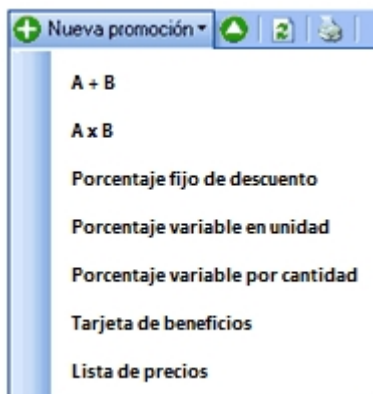 Nueva promoción
A + B
A x B
Porcentaje fijo de descuento
Porcentaje variable en unidad
Porcentaje variable por cantidad
Tarjeta de beneficios
Lista de precios